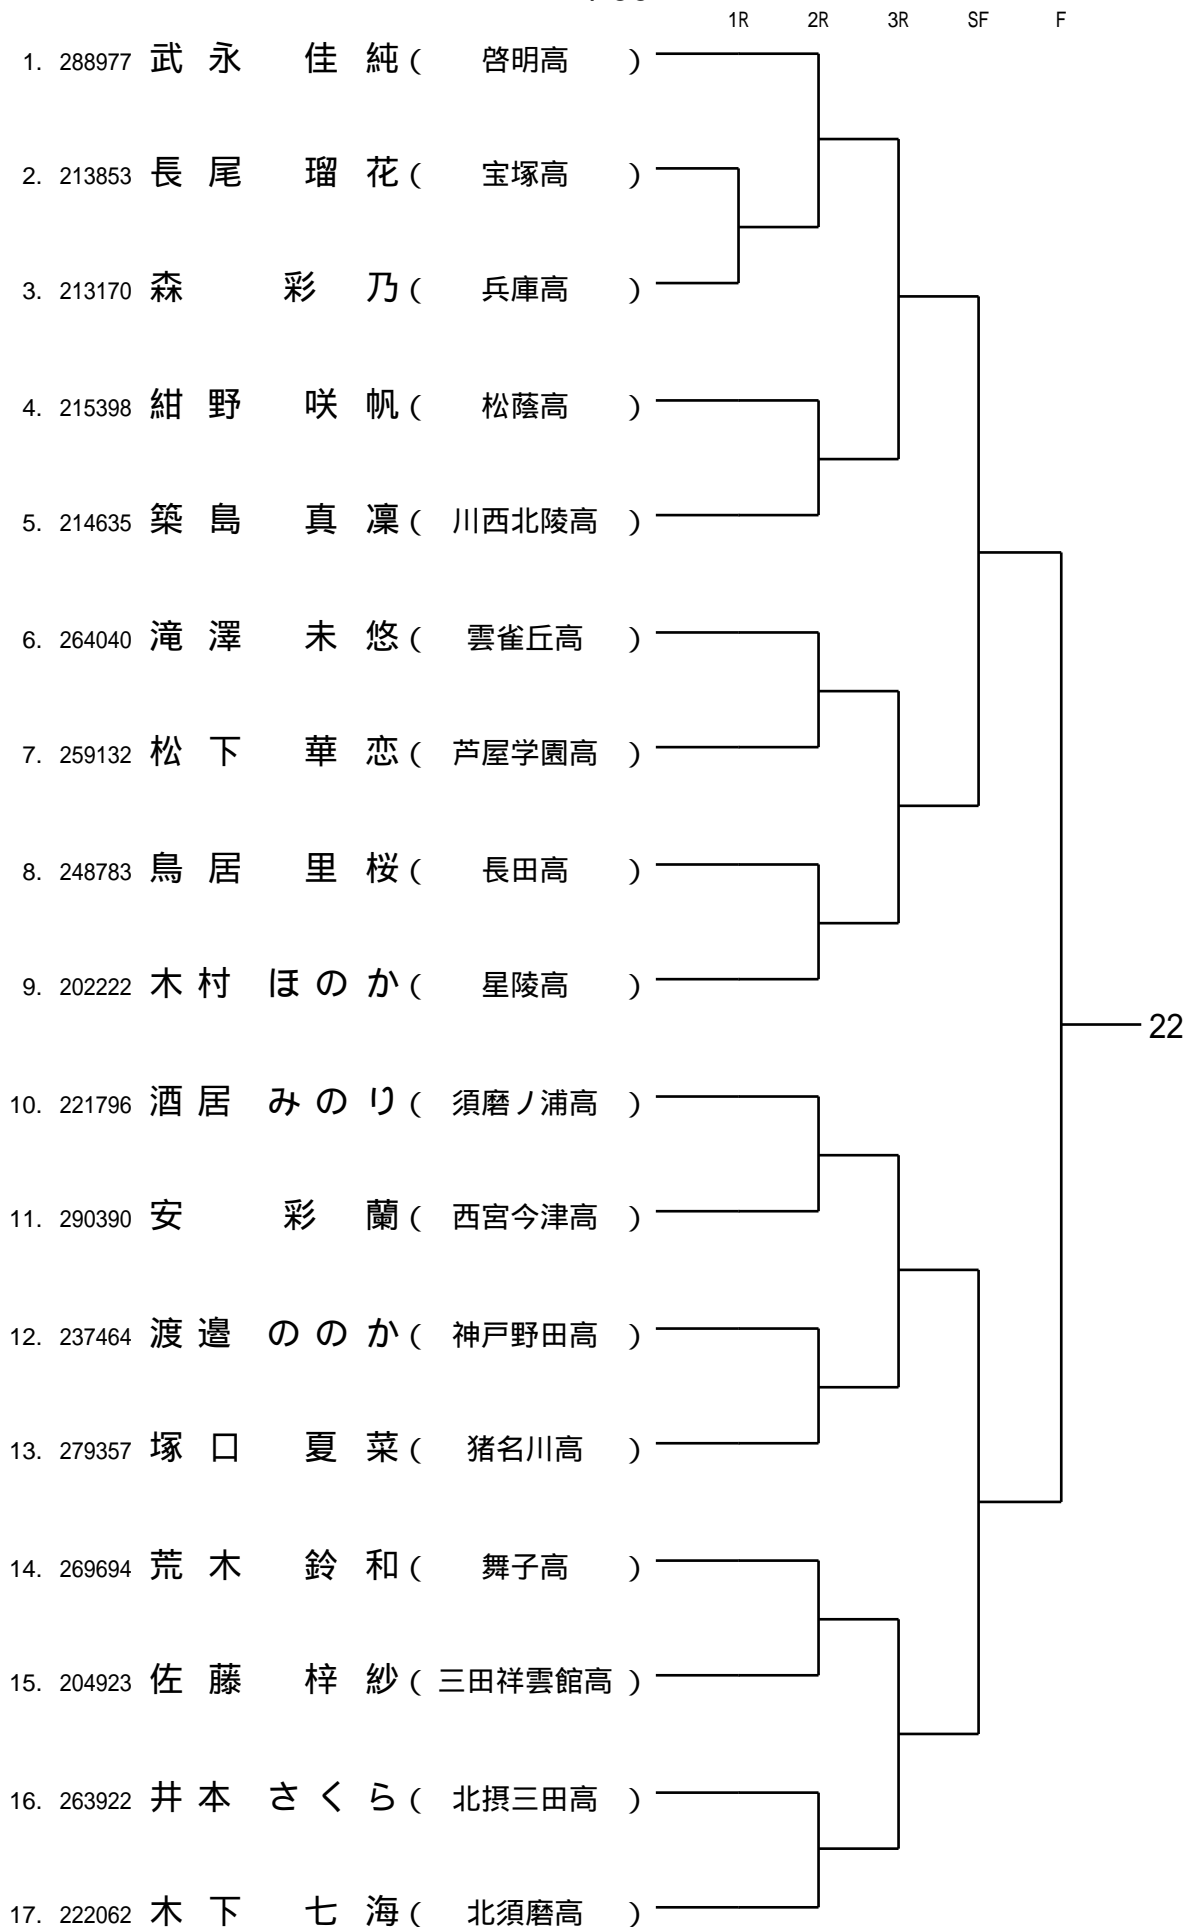 1R 2R 3R SF F
1. 288977 武永 佳純 ( 啓明高 )
2. 213853 長尾 瑠花 ( 宝塚高 )
3. 213170 森 彩乃 ( 兵庫高 )
4. 215398 紺野 咲帆 ( 松蔭高 )
5. 214635 築島 真凜 ( 川西北陵高 )
6. 264040 滝澤 未悠 ( 雲雀丘高 )
7. 259132 松下 華恋 ( 芦屋学園高 )
8. 248783 鳥居 里桜 ( 長田高 )
9. 202222 木村 ほのか ( 星陵高 )
22
10. 221796 酒居 みのり ( 須磨ノ浦高 )
11. 290390 安 彩蘭 ( 西宮今津高 )
12. 237464 渡邉 ののか ( 神戸野田高 )
13. 279357 塚口 夏菜 ( 猪名川高 )
14. 269694 荒木 鈴和 ( 舞子高 )
15. 204923 佐藤 梓紗 ( 三田祥雲館高 )
16. 263922 井本 さくら ( 北摂三田高 )
17. 222062 木下 七海 ( 北須磨高 )